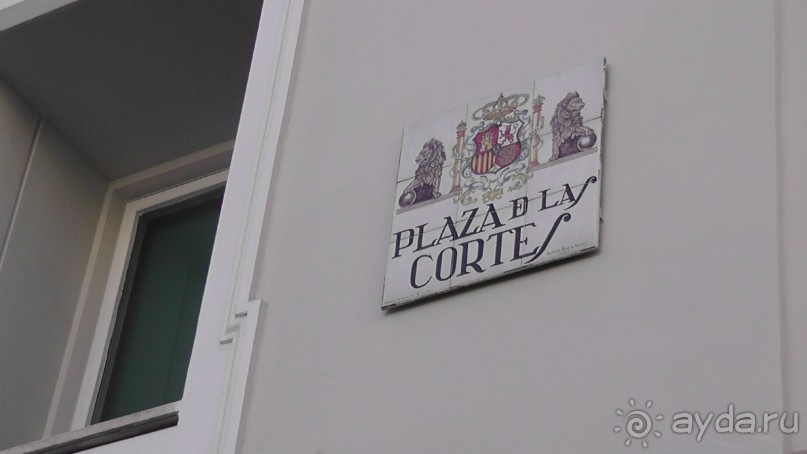 PLAZA DE LAS
CORTES
ayda.ru